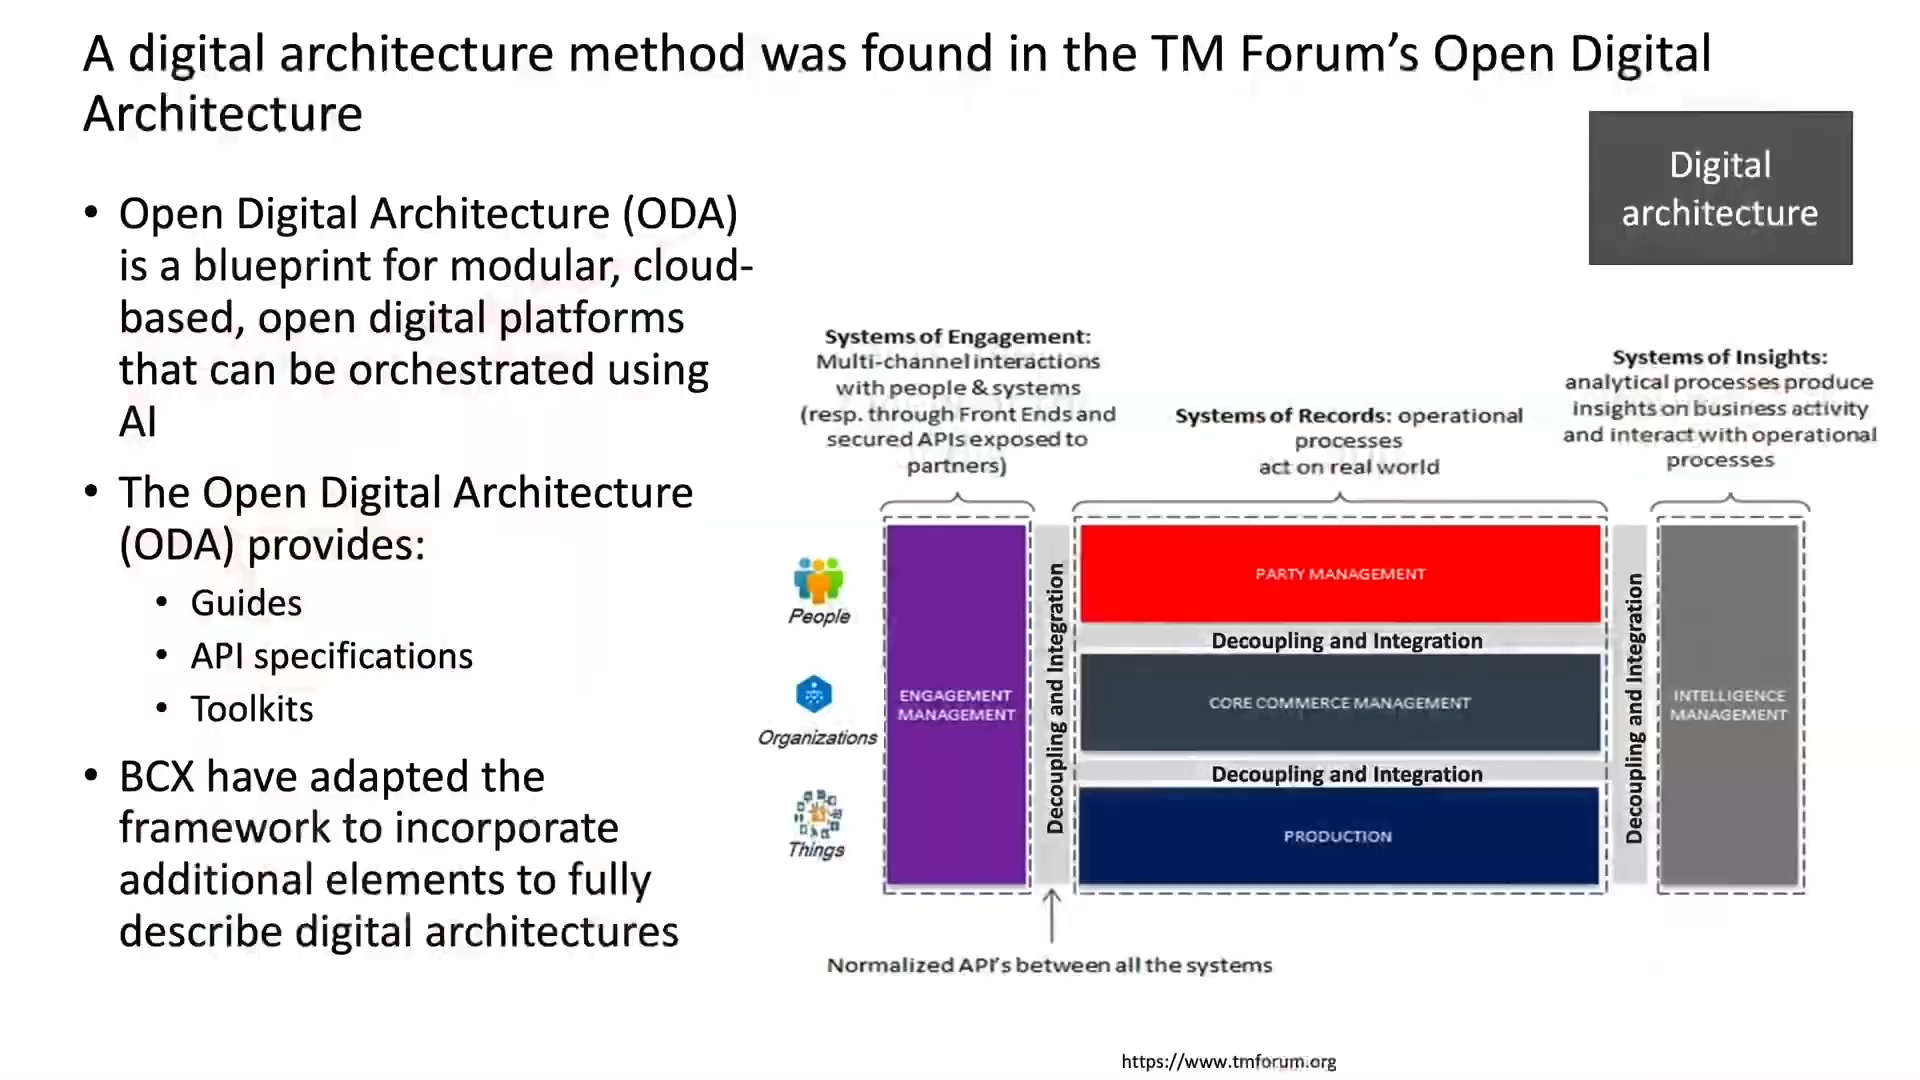 A digital architecture method was found in the TM Forum’s Open Digital
Architecture
Digital
architecture
• Open Digital Architecture (ODA)
is a blueprint for modular, cloud-
based, open digital platforms
that can be orchestrated using
AI
• The Open Digital Architecture
(ODA) provides:
• Guides
• API specifications
• Toolkits
• BCX have adapted the
framework to incorporate
additional elements to fully
describe digital architectures
Systems of Engagement:
Multi-channel interactions
with people & systems
(resp. through Front Ends and
secured APIs exposed to
partners)
Systems of Records: operational
processes
act on real world
Systems of Insights:
analytical processes produce
insights on business activity
and interact with operational
processes
People
Organizations
Things
ENGAGEMENT
MANAGEMENT
Decoupling and Integration
PARTY MANAGEMENT
Decoupling and Integration
CORE COMMERCE MANAGEMENT
Decoupling and Integration
PRODUCTION
Decoupling and Integration
INTELLIGENCE
MANAGEMENT
Normalized API’s between all the systems
https://www.tmforum.org